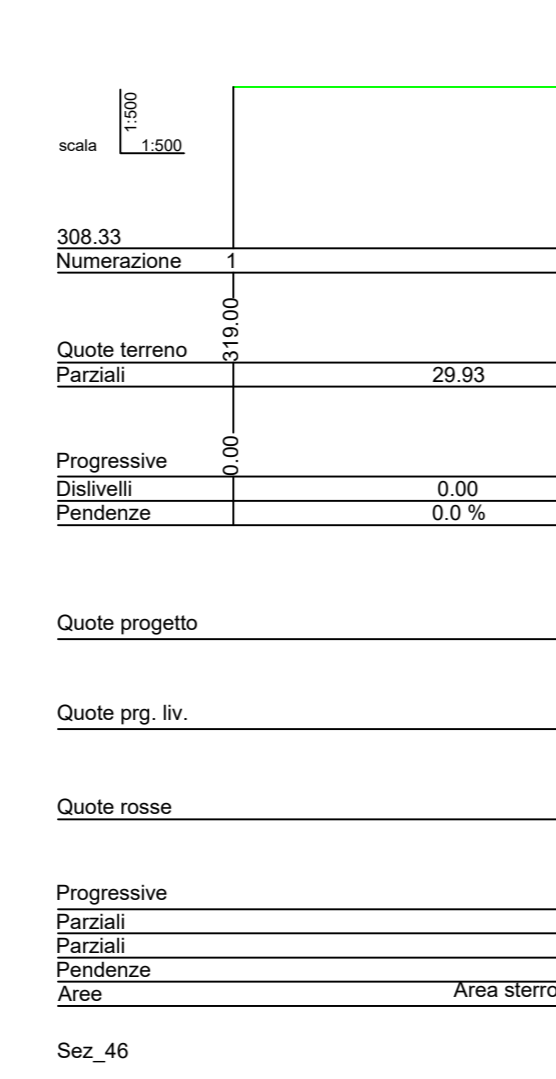 1:500
scala 1:500
308.33
Numerazione 1
Quote terreno 319.00
Parziali 29.93
Progressive 0.00
Dislivelli 0.00
Pendenze 0.0 %
Quote progetto
Quote prg. liv.
Quote rosse
Progressive
Parziali
Parziali
Pendenze
Aree Area sterro
Sez_46